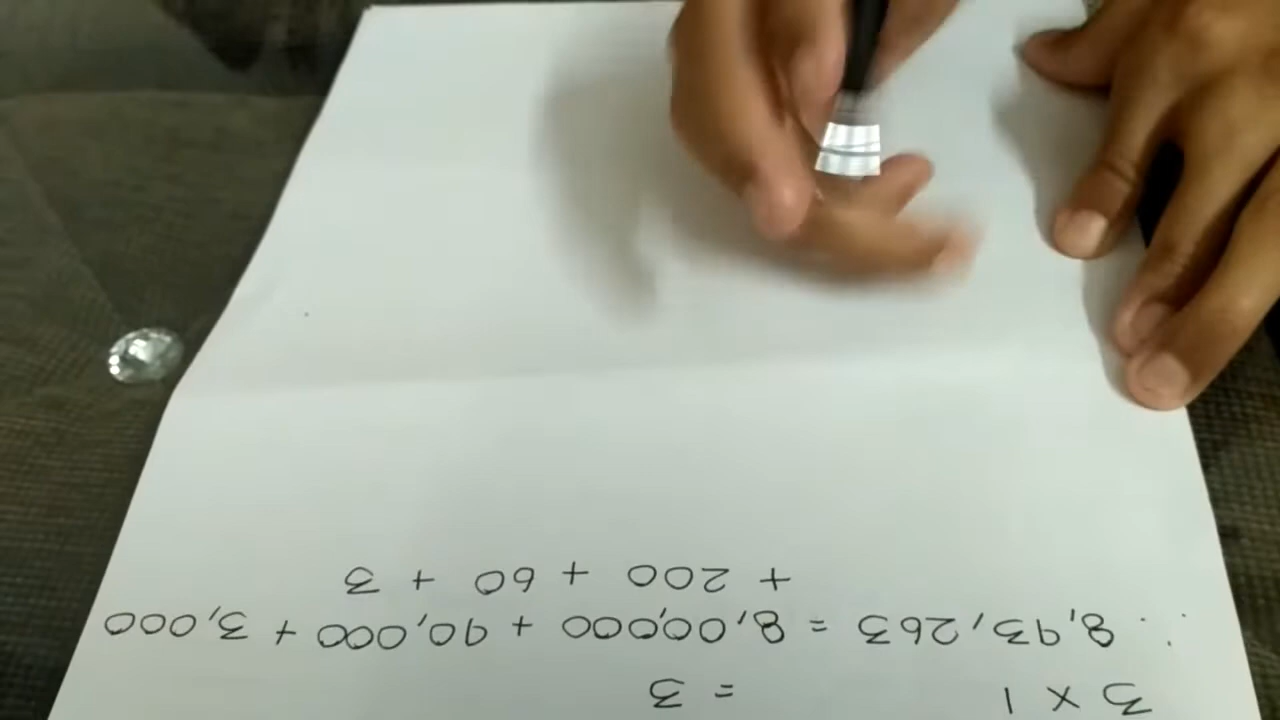 3 × 1 = 3
∴ 8,93,263 = 8,00,000 + 90,000 + 3,000
+ 200 + 60 + 3